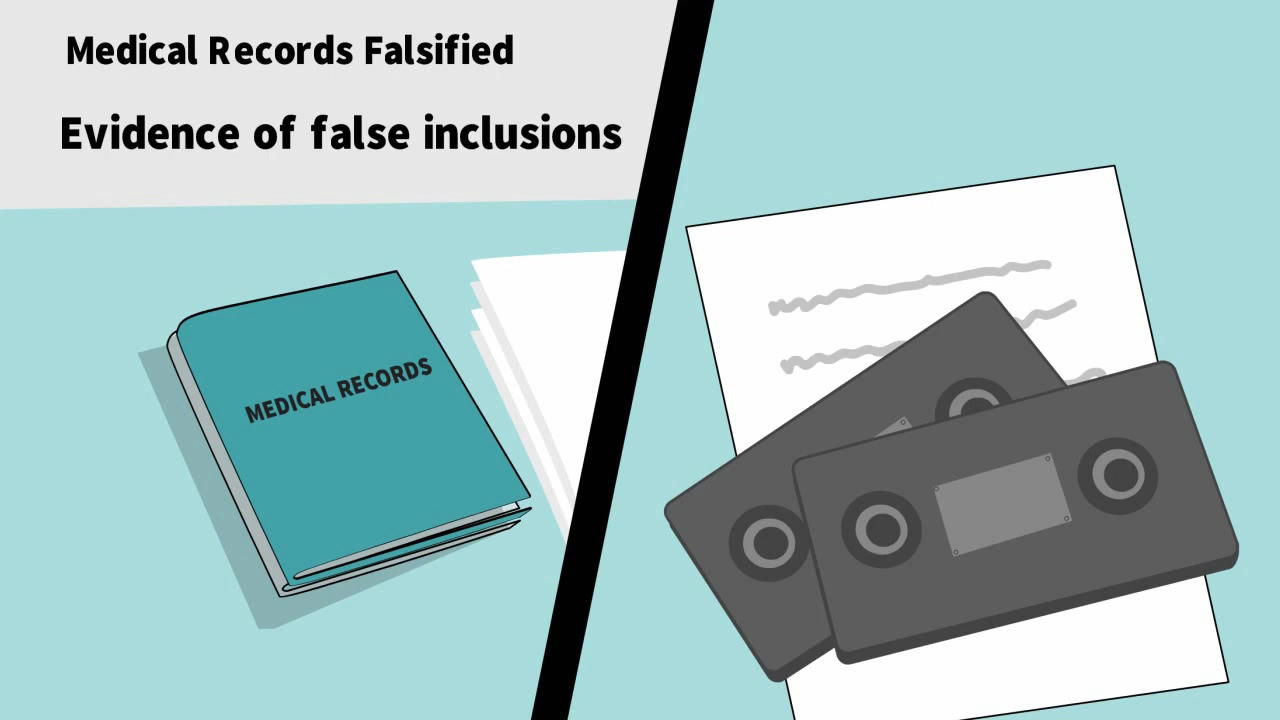 Medical Records Falsified
Evidence of false inclusions
MEDICAL RECORDS